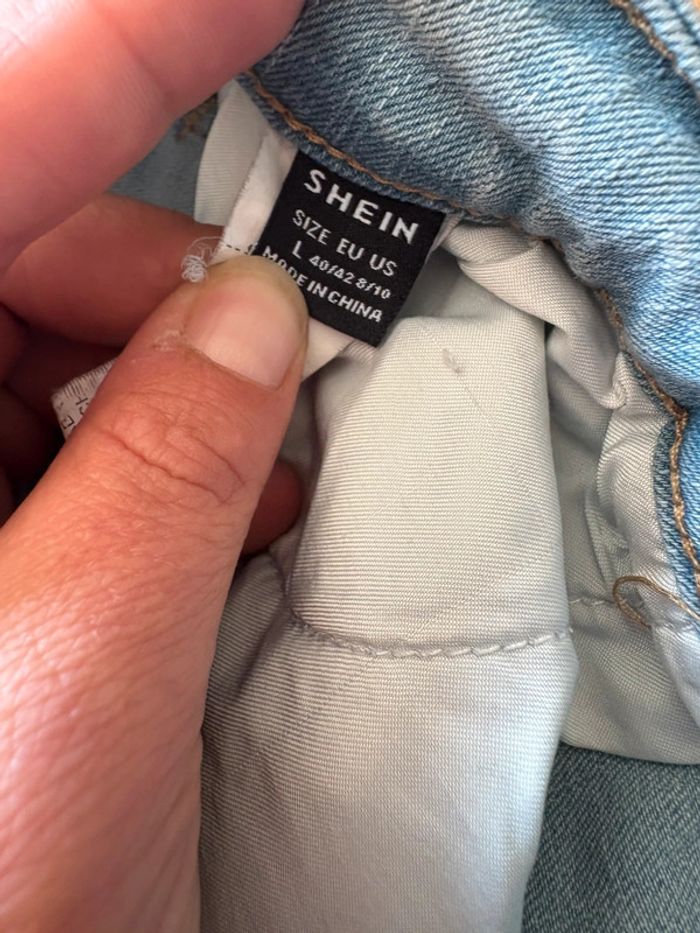 SHEIN
SIZE EU US
L 40/42 8/10
MADE IN CHINA